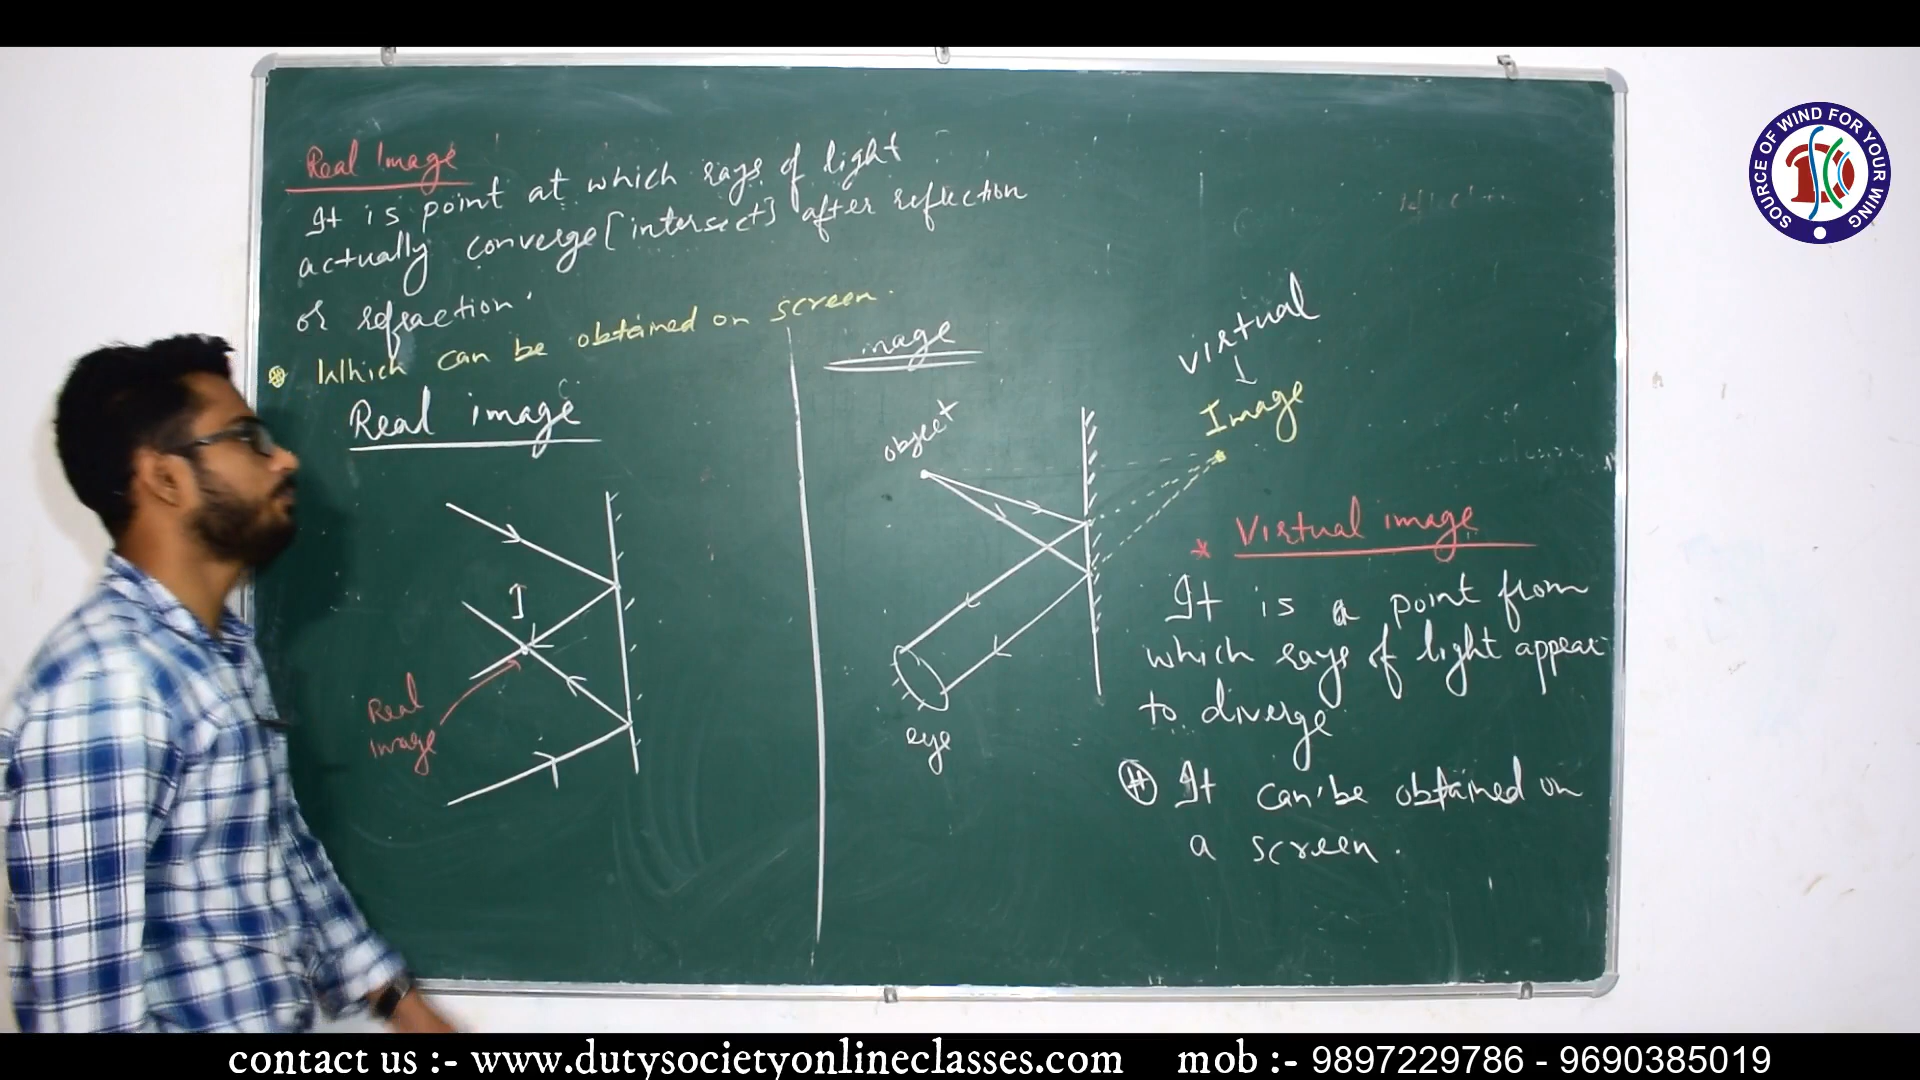 Real Image
It is point at which rays of light
actually converge [intersect] after reflection
or refraction.
Which can be obtained on screen.
Real image
I
Real
image
image
object
eye
virtual
Image
* Virtual image
It is a point from
which rays of light appear
to diverge
It can'be obtained on
a screen.
SOURCE OF WIND FOR YOUR WING
contact us :- www.dutysocietyonlineclasses.com mob :- 9897229786 - 9690385019